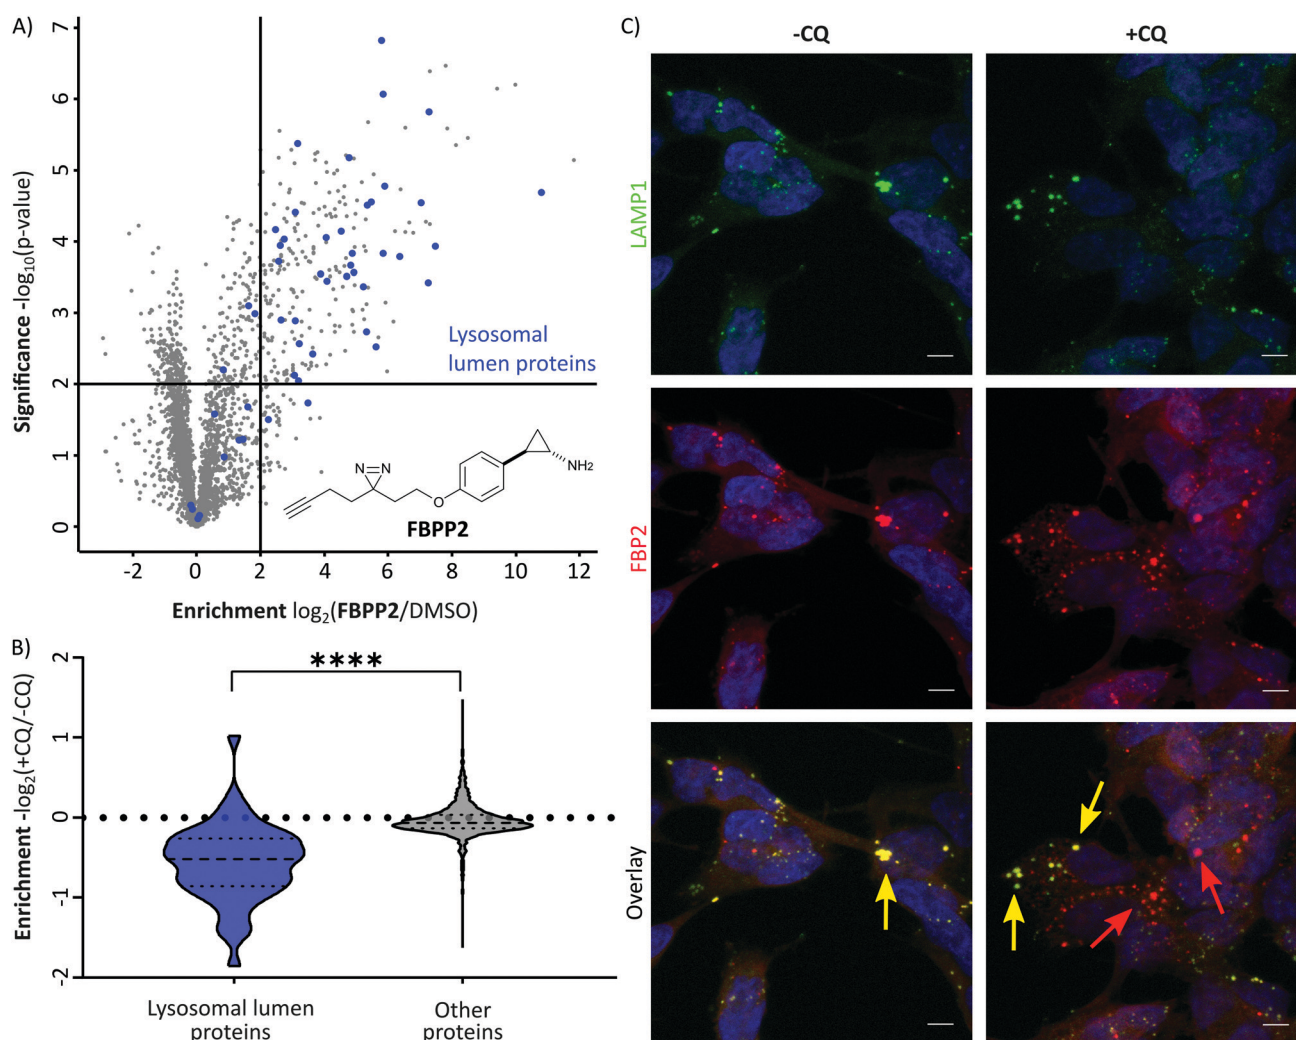 A)
7
6
5
4
3
2
1
0
Significance -log10(p-value)
Lysosomal
lumen proteins
N=N
NH2
O
FBPP2
-2 0 2 4 6 8 10 12
Enrichment log2(FBPP2/DMSO)
B)
2
1
0
-1
-2
Enrichment -log2(+CQ/-CQ)
****
Lysosomal lumen
proteins
Other
proteins
C)
-CQ
+CQ
LAMP1
FBP2
Overlay